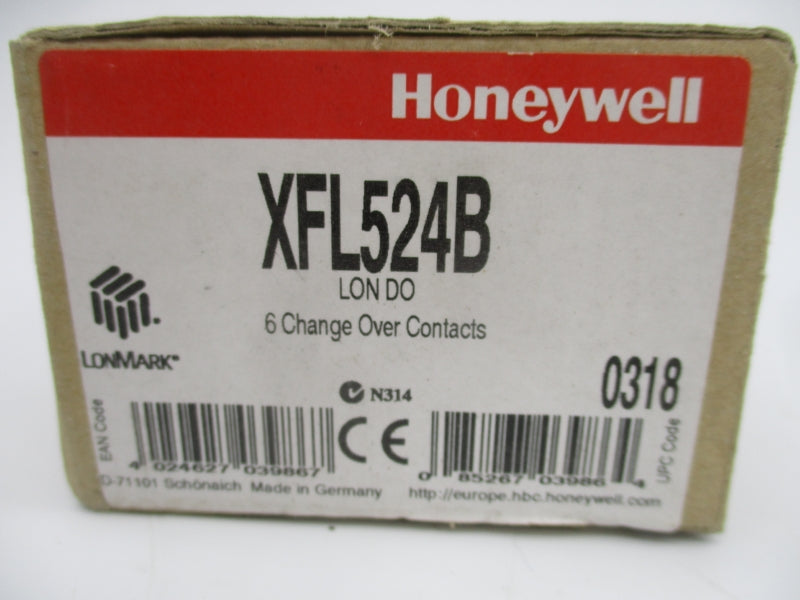 Honeywell
XFL524B
LON DO
6 Change Over Contacts
LONMARK®
0318
N314
EAN Code
4 024627 039867
CE
0 85267 03986 4
UPC Code
D-71101 Schönaich Made in Germany
http://europe.hbc.honeywell.com